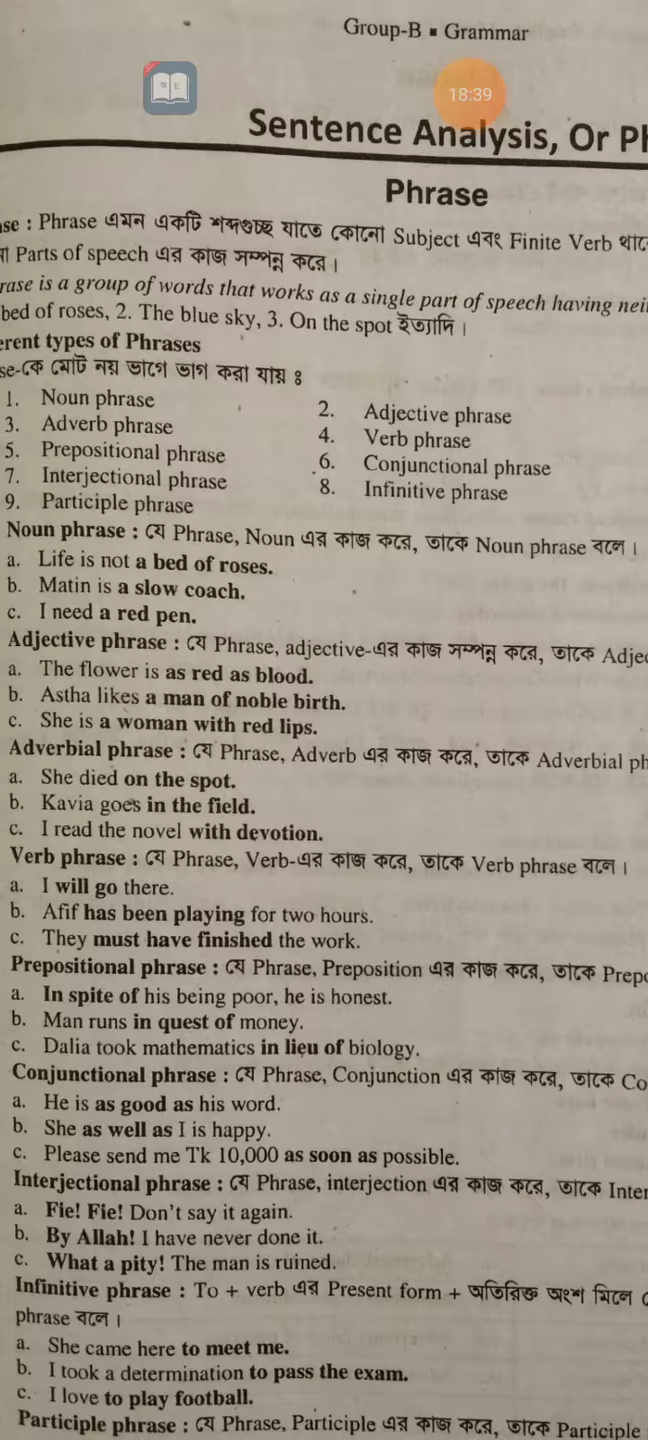 Group-B ▪ Grammar
18:39
Sentence Analysis, Or
Phrase
: Phrase এমন একটি শব্দগুচ্ছ যাতে কোনো Subject এবং Finite Verb
Parts of speech এর কাজ সম্পন্ন করে।
is a group of words that works as a single part of speech having
bed of roses, 2. The blue sky, 3. On the spot ইত্যাদি।
types of Phrases
কে মোট নয় ভাগে ভাগ করা যায় ঃ
1. Noun phrase 2. Adjective phrase
3. Adverb phrase 4. Verb phrase
5. Prepositional phrase 6. Conjunctional phrase
7. Interjectional phrase 8. Infinitive phrase
9. Participle phrase
Noun phrase : যে Phrase, Noun এর কাজ করে, তাকে Noun phrase বলে।
a. Life is not a bed of roses.
b. Matin is a slow coach.
c. I need a red pen.
Adjective phrase : যে Phrase, adjective-এর কাজ সম্পন্ন করে, তাকে
a. The flower is as red as blood.
b. Astha likes a man of noble birth.
c. She is a woman with red lips.
Adverbial phrase : যে Phrase, Adverb এর কাজ করে, তাকে Adverbial
a. She died on the spot.
b. Kavia goes in the field.
c. I read the novel with devotion.
Verb phrase : যে Phrase, Verb-এর কাজ করে, তাকে Verb phrase বলে।
a. I will go there.
b. Afif has been playing for two hours.
c. They must have finished the work.
Prepositional phrase : যে Phrase, Preposition এর কাজ করে, তাকে
a. In spite of his being poor, he is honest.
b. Man runs in quest of money.
c. Dalia took mathematics in lieu of biology.
Conjunctional phrase : যে Phrase, Conjunction এর কাজ করে, তাকে
a. He is as good as his word.
b. She as well as I is happy.
c. Please send me Tk 10,000 as soon as possible.
Interjectional phrase : যে Phrase, interjection এর কাজ করে, তাকে
a. Fie! Fie! Don't say it again.
b. By Allah! I have never done it.
c. What a pity! The man is ruined.
Infinitive phrase : To + verb এর Present form + অতিরিক্ত অংশ মিলে
phrase বলে।
a. She came here to meet me.
b. I took a determination to pass the exam.
c. I love to play football.
Participle phrase : যে Phrase, Participle এর কাজ করে, তাকে Participle